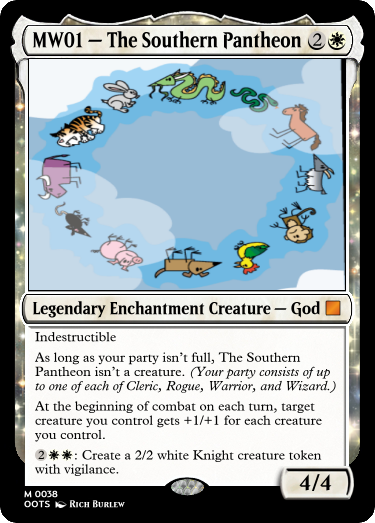 MW01 — The Southern Pantheon 2
Legendary Enchantment Creature — God
Indestructible
As long as your party isn't full, The Southern
Pantheon isn't a creature. (Your party consists of up
to one of each of Cleric, Rogue, Warrior, and Wizard.)
At the beginning of combat on each turn, target
creature you control gets +1/+1 for each creature
you control.
2: Create a 2/2 white Knight creature token
with vigilance.
4/4
M 0038
OOTS Rich Burlew